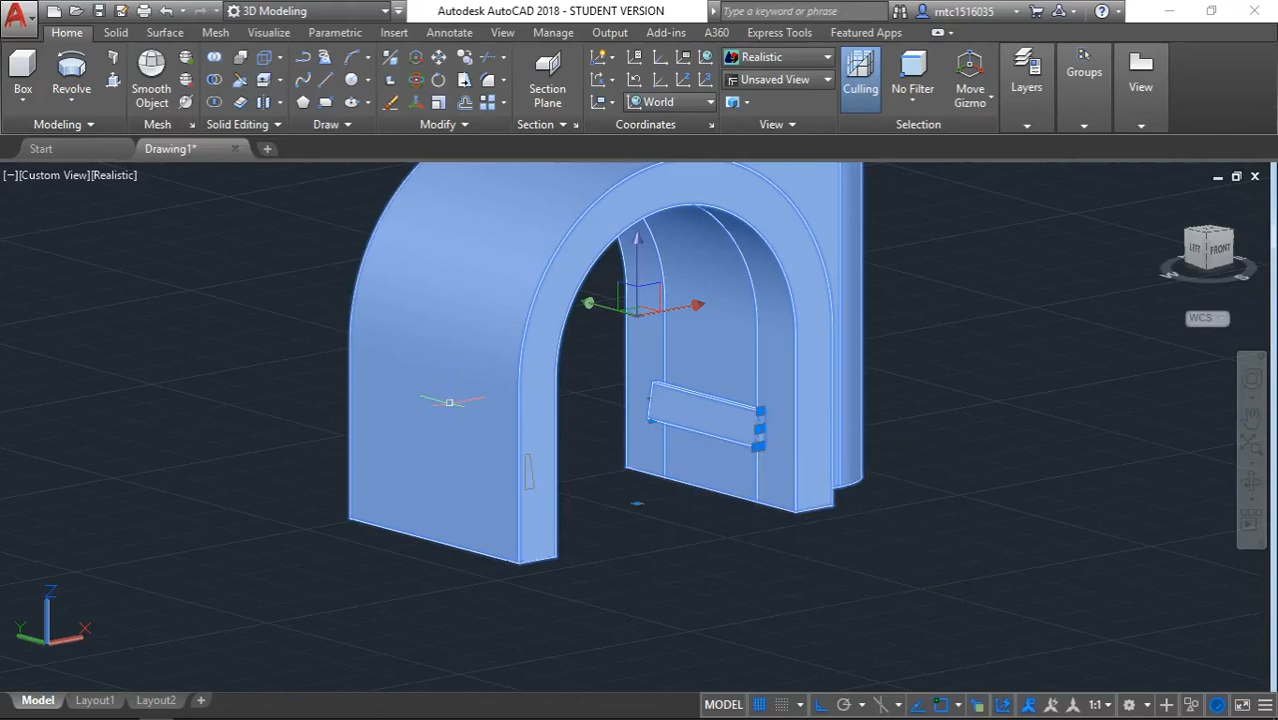 3D Modeling
Autodesk AutoCAD 2018 - STUDENT VERSION
Drawing1.dwg
Type a keyword or phrase
rmtc1516035
Home Solid Surface Mesh Visualize Parametric Insert Annotate View Manage Output Add-ins A360 Express Tools Featured Apps
Realistic
Unsaved View
World
Box Revolve Smooth Object Section Plane Culling No Filter Move Gizmo Layers Groups View
Modeling Mesh Solid Editing Draw Modify Section Coordinates View Selection
Start Drawing1*
[−][Custom View][Realistic]
LEFT FRONT
WCS
Z
Y X
Model Layout1 Layout2
MODEL 1:1